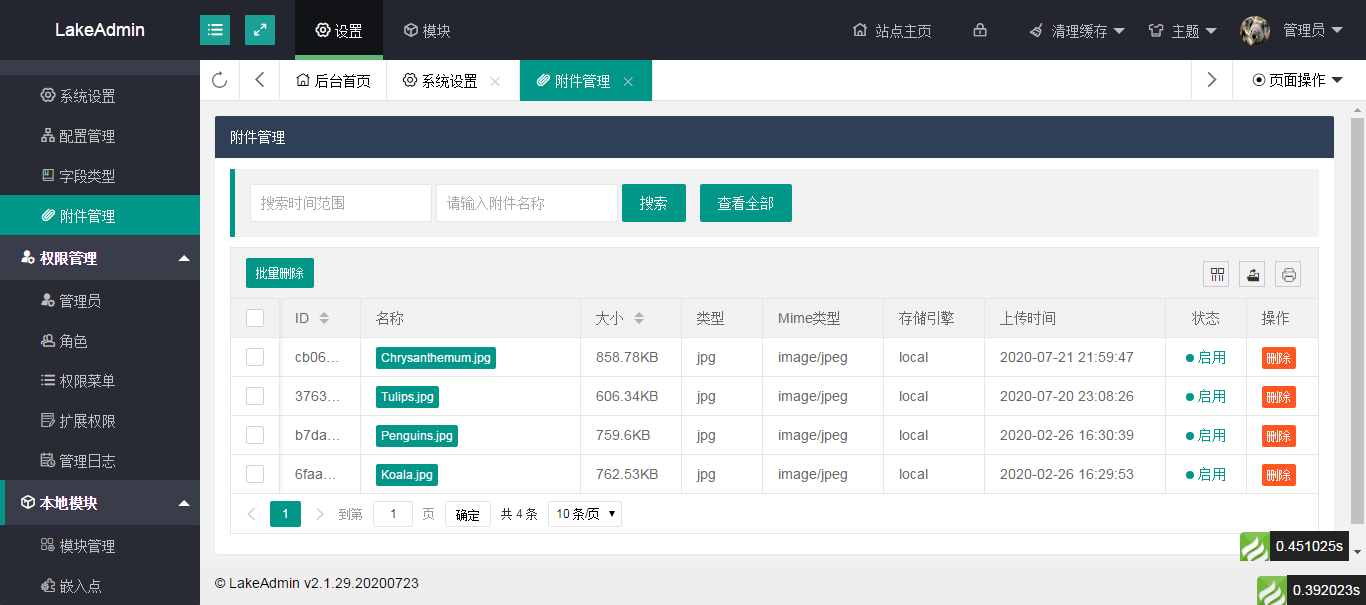 LakeAdmin 设置 模块 站点主页 清理缓存 主题 管理员
后台首页 系统设置 附件管理 页面操作
系统设置
配置管理
字段类型
附件管理
权限管理
管理员
角色
权限菜单
扩展权限
管理日志
本地模块
模块管理
嵌入点
附件管理
搜索时间范围 请输入附件名称 搜索 查看全部
批量删除
ID 名称 大小 类型 Mime类型 存储引擎 上传时间 状态 操作
cb06... Chrysanthemum.jpg 858.78KB jpg image/jpeg local 2020-07-21 21:59:47 启用 删除
3763... Tulips.jpg 606.34KB jpg image/jpeg local 2020-07-20 23:08:26 启用 删除
b7da... Penguins.jpg 759.6KB jpg image/jpeg local 2020-02-26 16:30:39 启用 删除
6faa... Koala.jpg 762.53KB jpg image/jpeg local 2020-02-26 16:29:53 启用 删除
1 到第 1 页 确定 共 4 条 10 条/页
0.451025s
© LakeAdmin v2.1.29.20200723
0.392023s